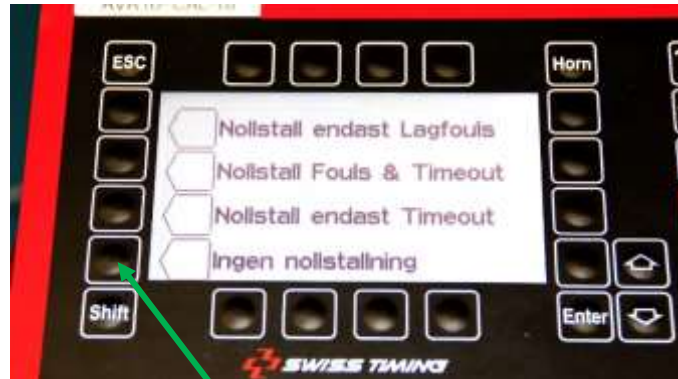 ESC
Horn
Nollstall endast Lagfouls
Nollstall Fouls & Timeout
Nollstall endast Timeout
Ingen nollstallning
Shift
Enter
SWISS TIMING